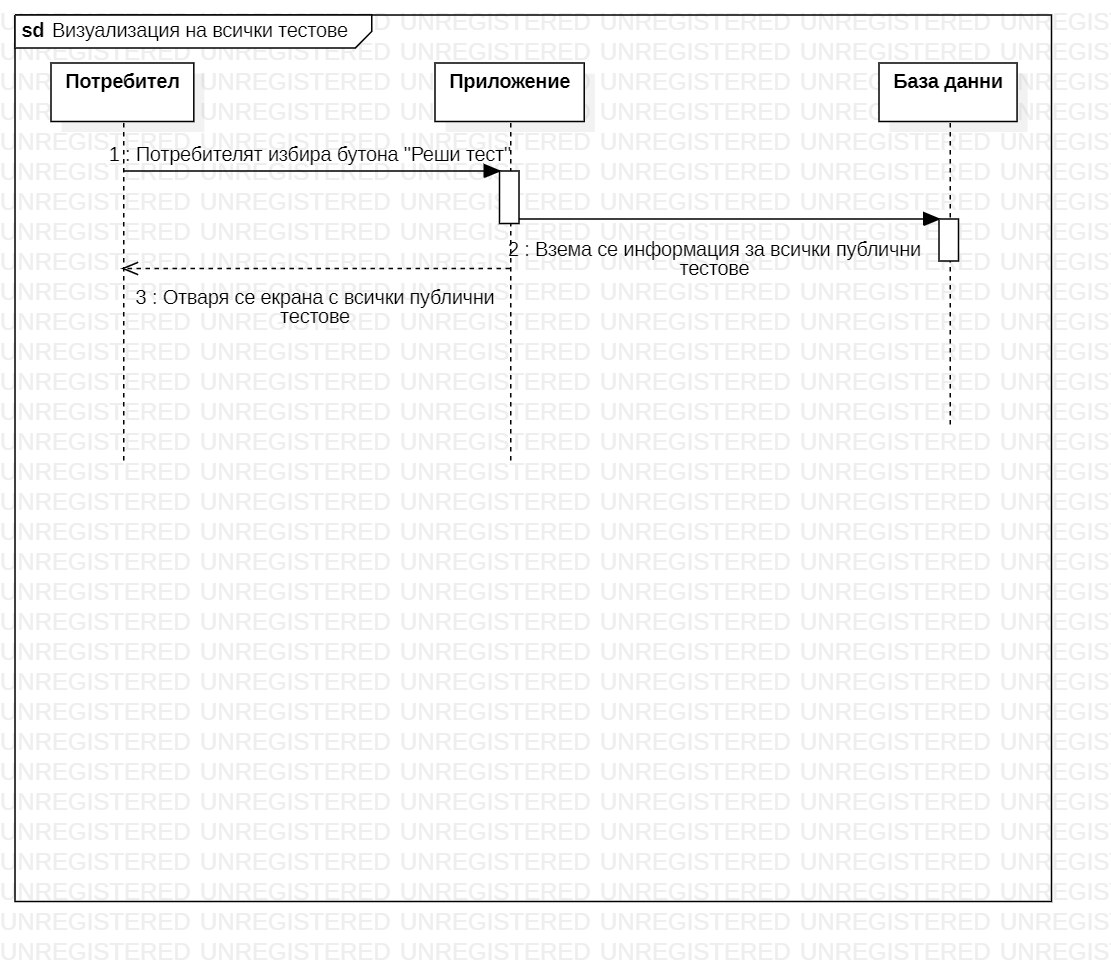 sd Визуализация на всички тестове
Потребител
Приложение
База данни
1 : Потребителят избира бутона "Реши тест"
2 : Взема се информация за всички публични
тестове
3 : Отваря се екрана с всички публични
тестове
UNREGISTERED